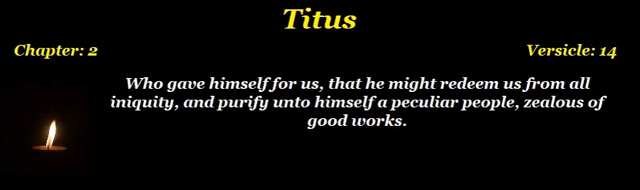 Titus
Chapter: 2 Versicle: 14
Who gave himself for us, that he might redeem us from all
iniquity, and purify unto himself a peculiar people, zealous of
good works.